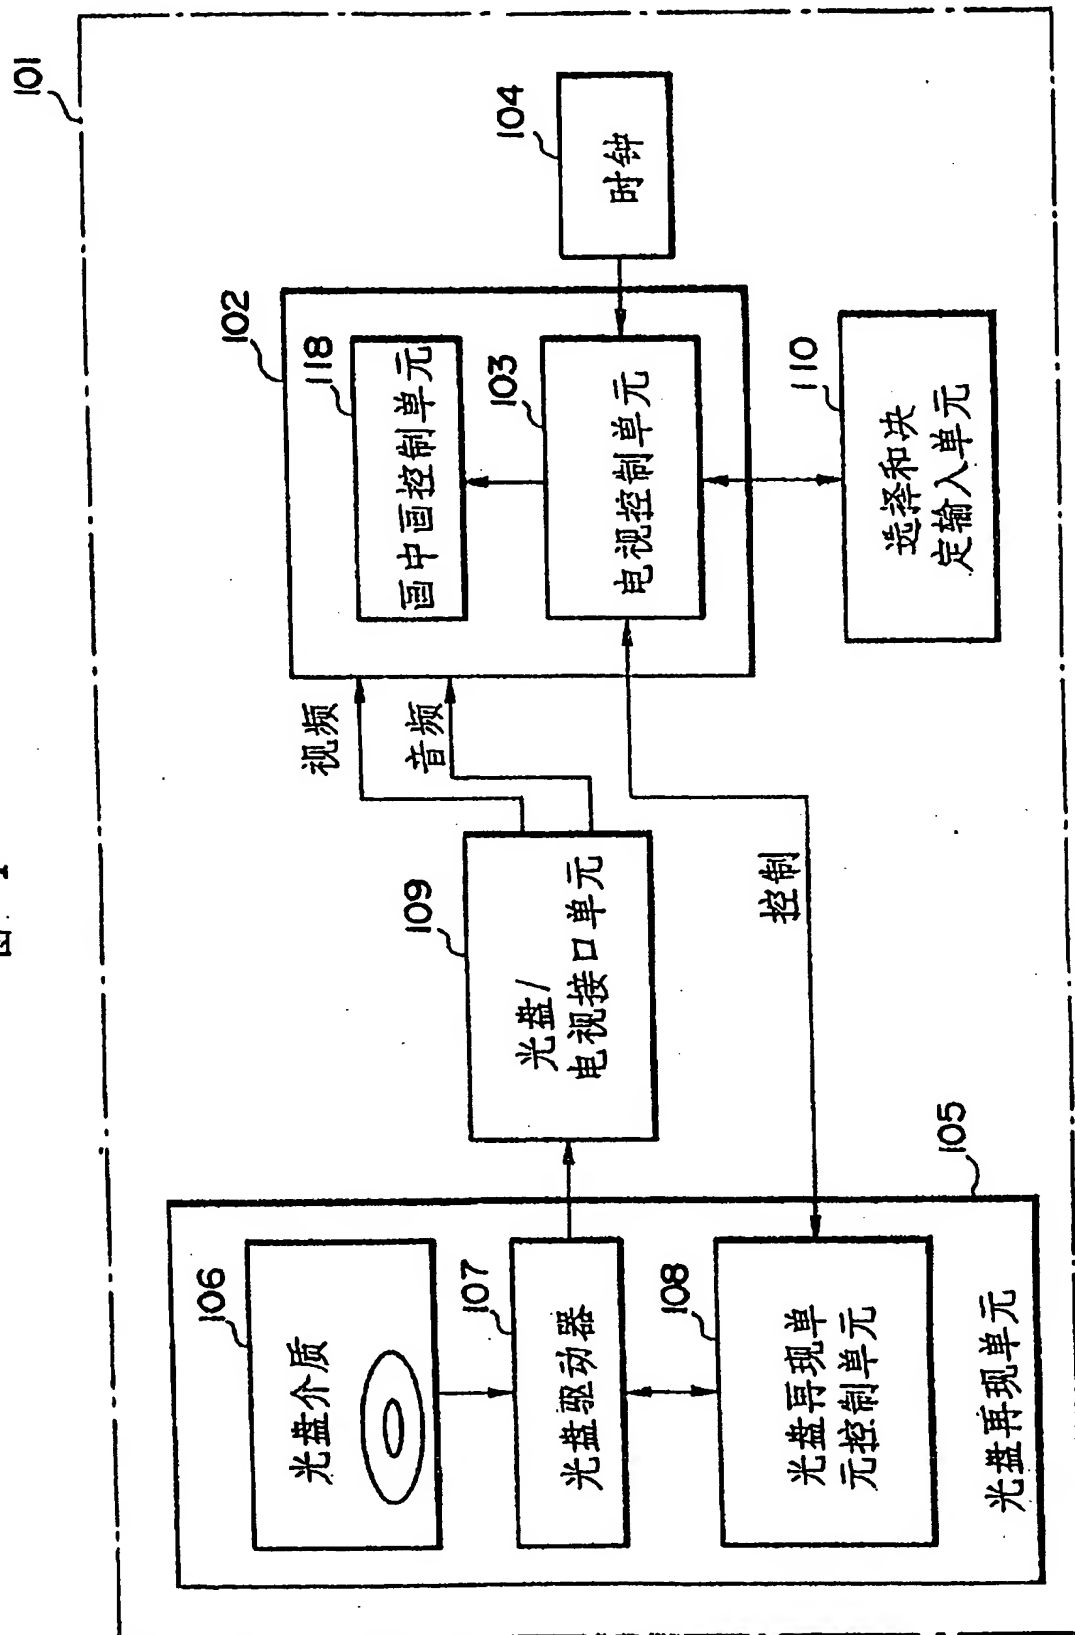 图 1
101
106
光盘介质
107
光盘驱动器
108
光盘再现单
元控制单元
光盘再现单元
105
109
光盘/
电视接口单元
视频
音频
控制
102
118
画中画控制单元
103
电视控制单元
104
时钟
110
选择和决
定输入单元